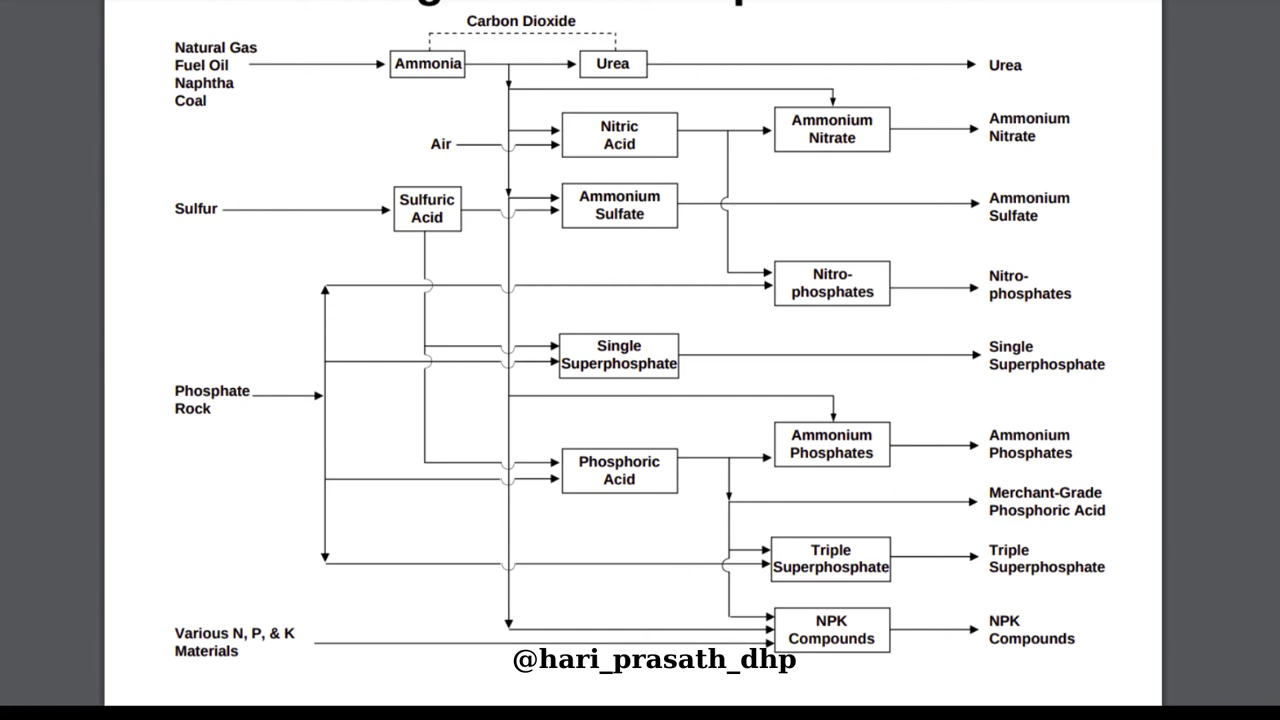 Carbon Dioxide
Natural Gas
Fuel Oil
Naphtha
Coal
Ammonia
Urea
Urea
Nitric
Acid
Ammonium
Nitrate
Ammonium
Nitrate
Air
Sulfur
Sulfuric
Acid
Ammonium
Sulfate
Ammonium
Sulfate
Nitro-
phosphates
Nitro-
phosphates
Single
Superphosphate
Single
Superphosphate
Phosphate
Rock
Ammonium
Phosphates
Ammonium
Phosphates
Phosphoric
Acid
Merchant-Grade
Phosphoric Acid
Triple
Superphosphate
Triple
Superphosphate
Various N, P, & K
Materials
NPK
Compounds
NPK
Compounds
@hari_prasath_dhp